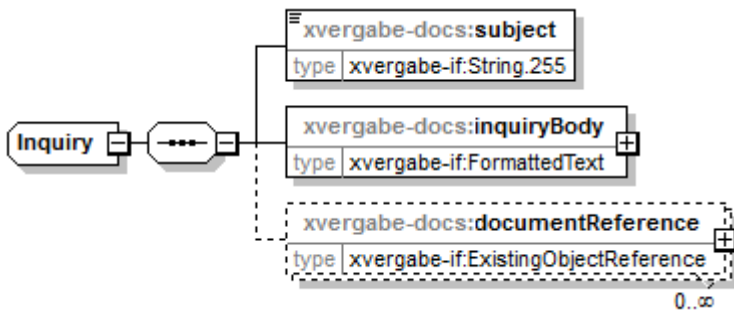 xvergabe-docs:subject
type xvergabe-if:String.255
Inquiry
xvergabe-docs:inquiryBody
type xvergabe-if:FormattedText
xvergabe-docs:documentReference
type xvergabe-if:ExistingObjectReference
0..∞